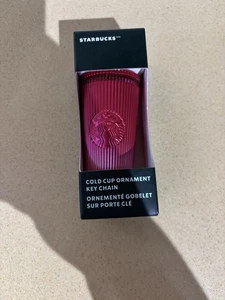 STARBUCKS
COLD CUP ORNAMENT
KEY CHAIN
ORNEMENTÉ GOBELET
SUR PORTE CLÉ